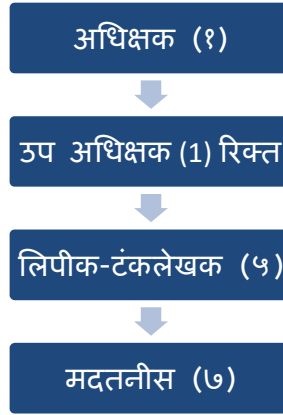 अधिक्षक (१)
उप अधिक्षक (1) रिक्त
लिपीक-टंकलेखक (५)
मदतनीस (७)